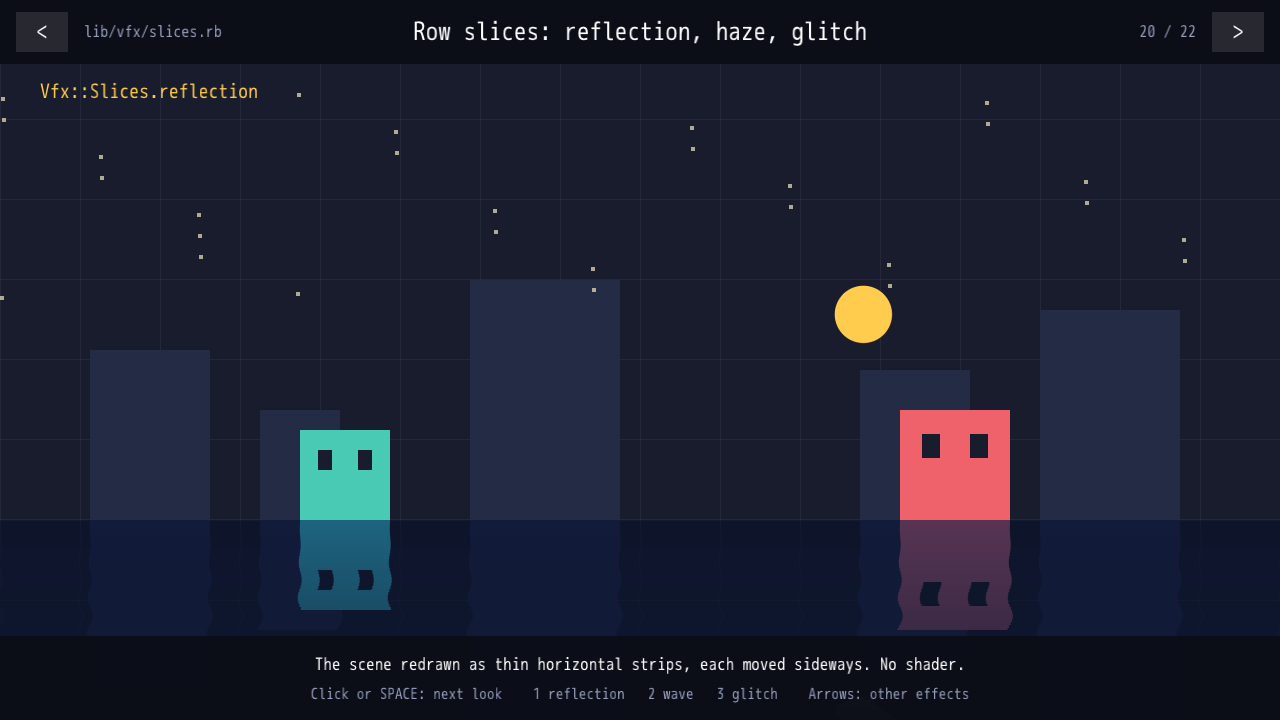 <
lib/vfx/slices.rb
Row slices: reflection, haze, glitch
20 / 22
>
Vfx::Slices.reflection
The scene redrawn as thin horizontal strips, each moved sideways. No shader.
Click or SPACE: next look    1 reflection    2 wave    3 glitch    Arrows: other effects